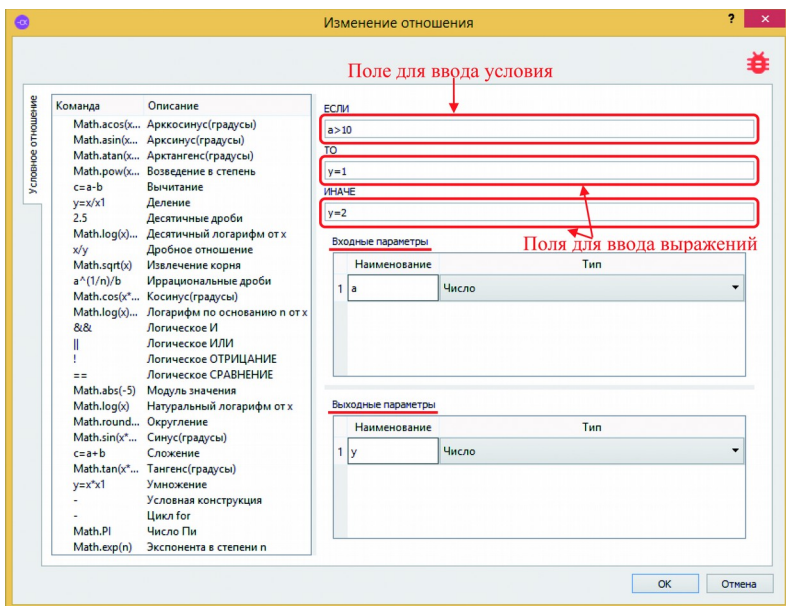 Изменение отношения
? ×
Поле для ввода условия
Условное отношение
Команда Описание
Math.acos(x... Арккосинус(градусы)
Math.asin(x... Арксинус(градусы)
Math.atan(x... Арктангенс(градусы)
Math.pow(x... Возведение в степень
c=a-b Вычитание
y=x/x1 Деление
2.5 Десятичные дроби
Math.log(x)... Десятичный логарифм от x
x/y Дробное отношение
Math.sqrt(x) Извлечение корня
a^(1/n)/b Иррациональные дроби
Math.cos(x*... Косинус(градусы)
Math.log(x)... Логарифм по основанию n от x
&& Логическое И
|| Логическое ИЛИ
! Логическое ОТРИЦАНИЕ
== Логическое СРАВНЕНИЕ
Math.abs(-5) Модуль значения
Math.log(x) Натуральный логарифм от x
Math.round... Округление
Math.sin(x*... Синус(градусы)
c=a+b Сложение
Math.tan(x*... Тангенс(градусы)
y=x*x1 Умножение
- Условная конструкция
- Цикл for
Math.PI Число Пи
Math.exp(n) Экспонента в степени n
ЕСЛИ
a>10
ТО
y=1
ИНАЧЕ
y=2
Поля для ввода выражений
Входные параметры
Наименование Тип
1 a Число
Выходные параметры
Наименование Тип
1 y Число
ОК Отмена